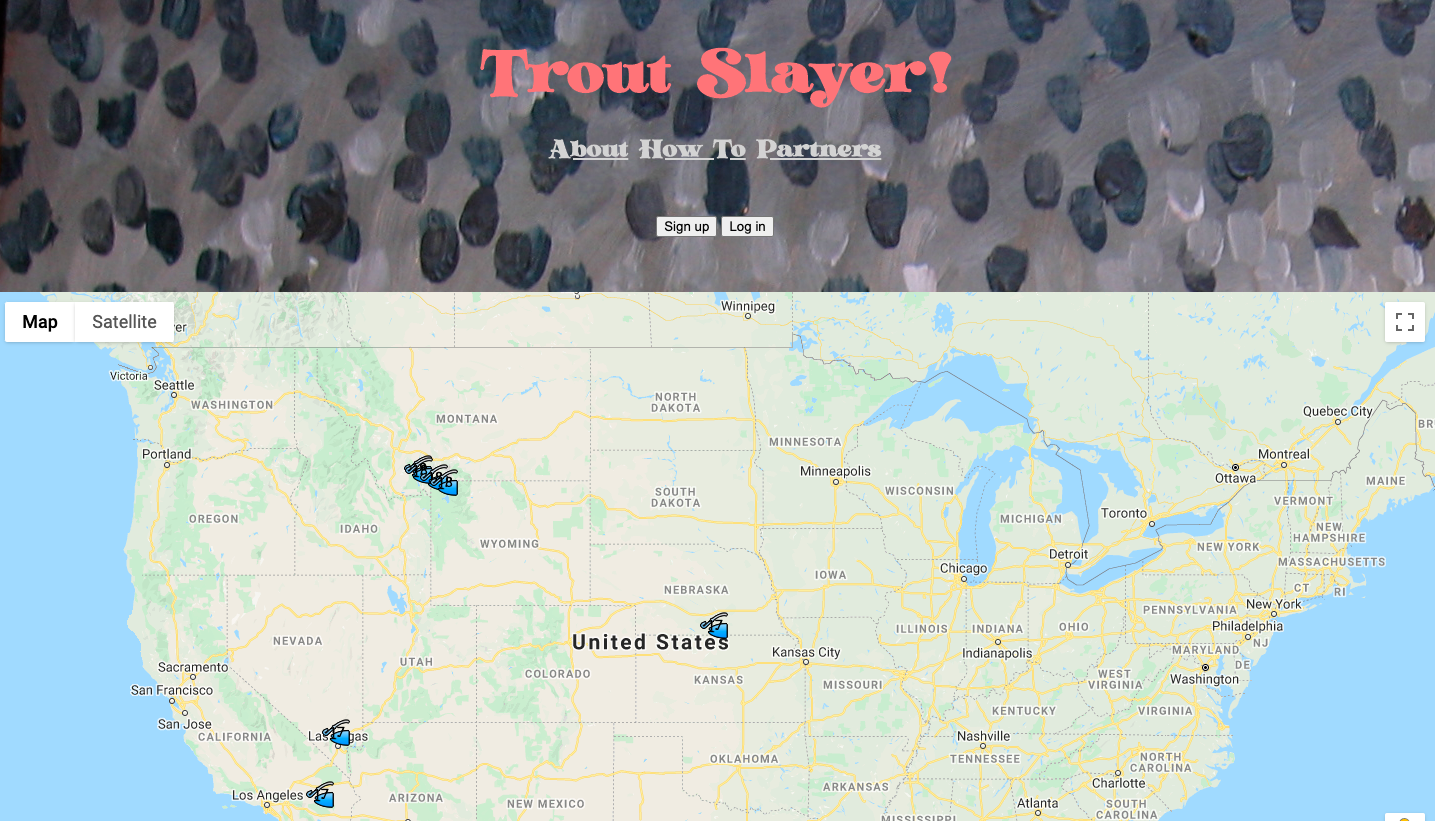 Trout Slayer!
About How To Partners
Sign up Log in
Map Satellite
Winnipeg
Victoria
Seattle
WASHINGTON
NORTH
DAKOTA
MONTANA
Quebec City
MINNESOTA
Portland
Montreal
Minneapolis
Ottawa
MAINE
WISCONSIN
SOUTH
DAKOTA
VERMONT
OREGON
IDAHO
MICHIGAN
Toronto
NEW
HAMPSHIRE
WYOMING
NEW YORK
Detroit
MASSACHUSETTS
Chicago
IOWA
NEBRASKA
CT
RI
New York
PENNSYLVANIA
ILLINOIS
INDIANA
OHIO
Philadelphia
NEVADA
United States
NJ
Kansas City
Indianapolis
MARYLAND
UTAH
DE
Sacramento
COLORADO
KANSAS
WEST
VIRGINIA
Washington
San Francisco
MISSOURI
San Jose
KENTUCKY
VIRGINIA
CALIFORNIA
Nashville
OKLAHOMA
TENNESSEE
NORTH
CAROLINA
Charlotte
Los Angeles
ARIZONA
NEW MEXICO
ARKANSAS
Atlanta
SOUTH
CAROLINA
MISSISSIPPI